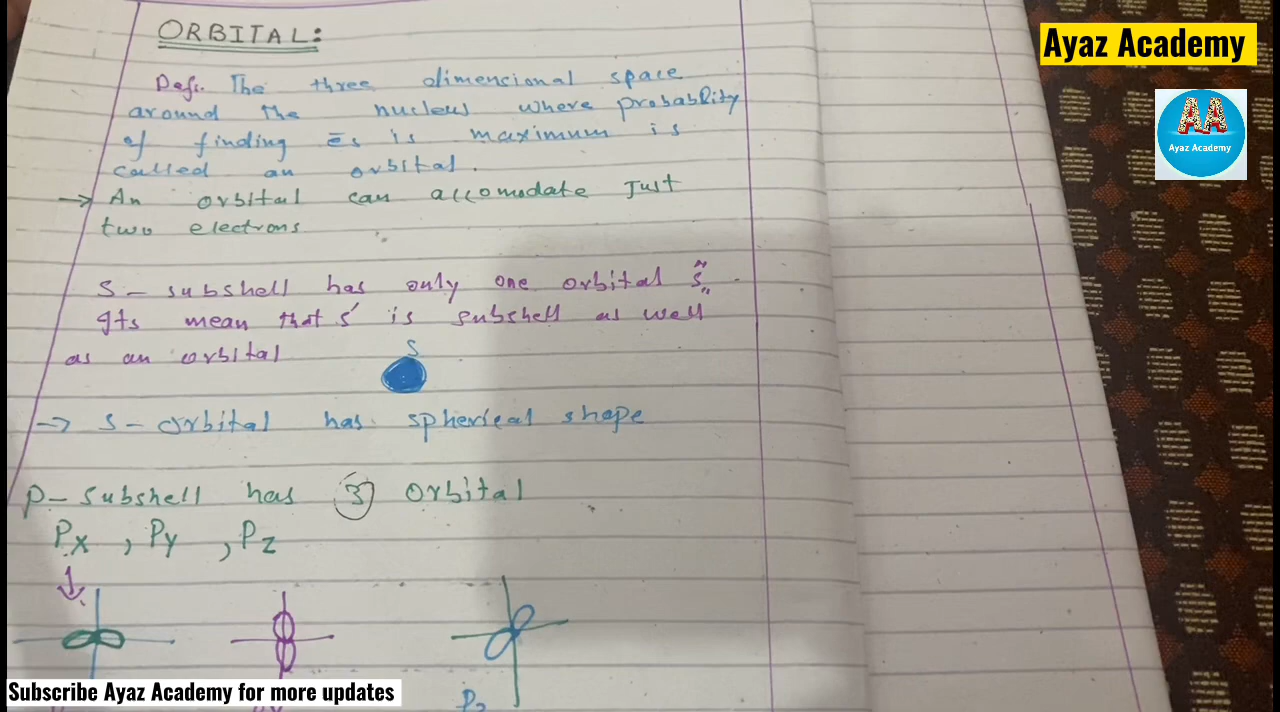 ORBITAL:
Def:. The three dimencional space
around the nucleus where probability
of finding ēs is maximum is
called an orbital.
→ An orbital can accomodate Just
two electrons
S - subshell has only one orbital "s"
Its mean that s' is subshell as well
as an orbital
S
→ S - orbital has spherical shape
P - subshell has 3 orbital
Px , Py , Pz
Ayaz Academy
AA
Ayaz Academy
Subscribe Ayaz Academy for more updates